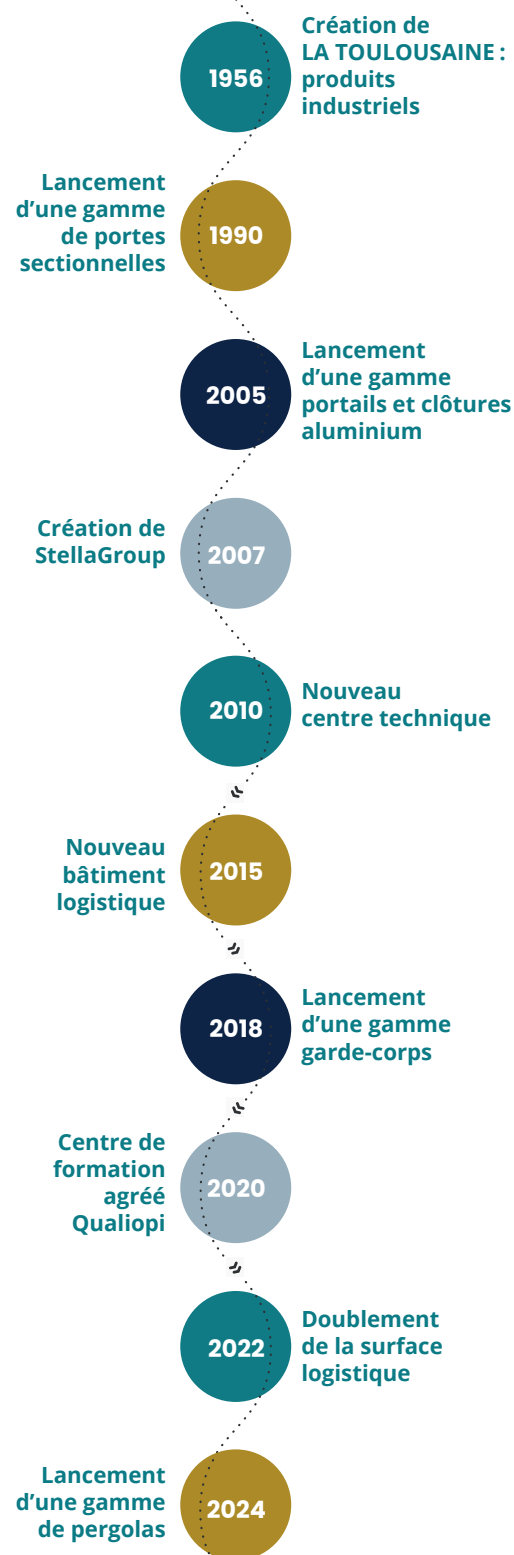 1956
Création de
LA TOULOUSAINE :
produits
industriels
Lancement
d’une gamme
de portes
sectionnelles
1990
2005
Lancement
d’une gamme
portails et clôtures
aluminium
Création de
StellaGroup
2007
2010
Nouveau
centre technique
Nouveau
bâtiment
logistique
2015
2018
Lancement
d’une gamme
garde-corps
Centre de
formation
agréé
Qualiopi
2020
2022
Doublement
de la surface
logistique
Lancement
d’une gamme
de pergolas
2024